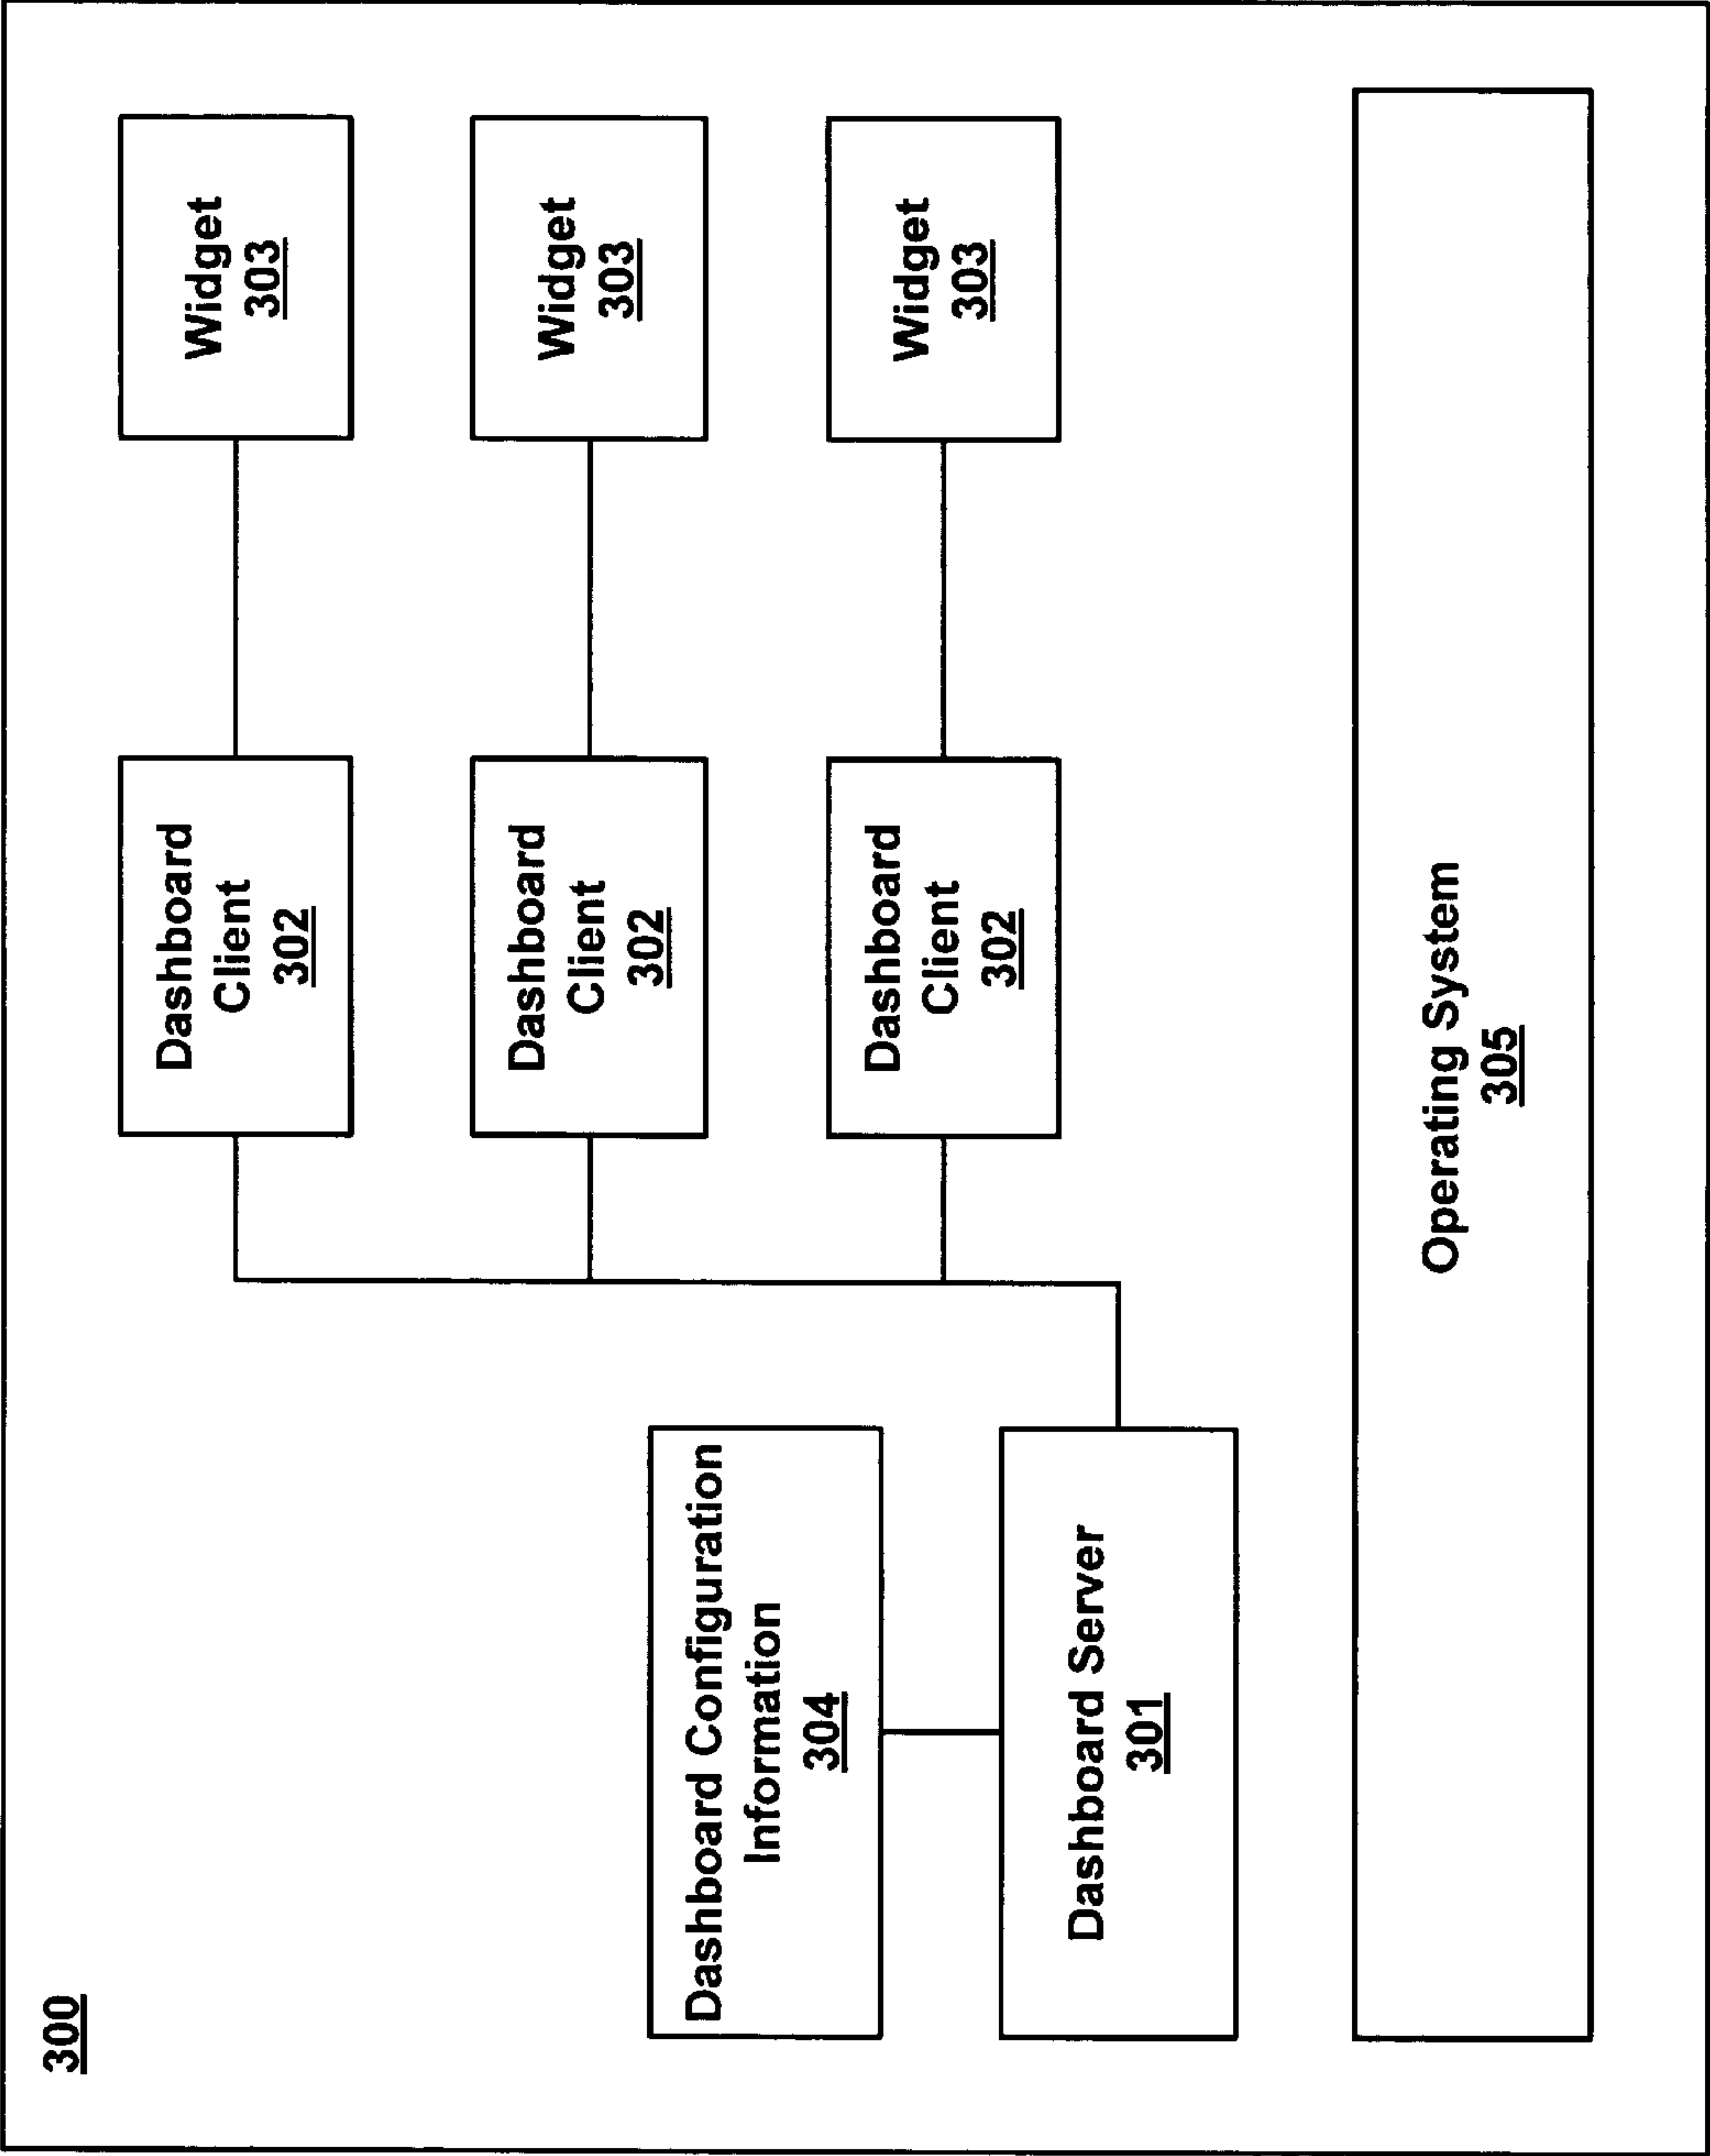 300
Dashboard
Client
302
Widget
303
Dashboard
Client
302
Widget
303
Dashboard Configuration
Information
304
Dashboard
Client
302
Widget
303
Dashboard Server
301
Operating System
305